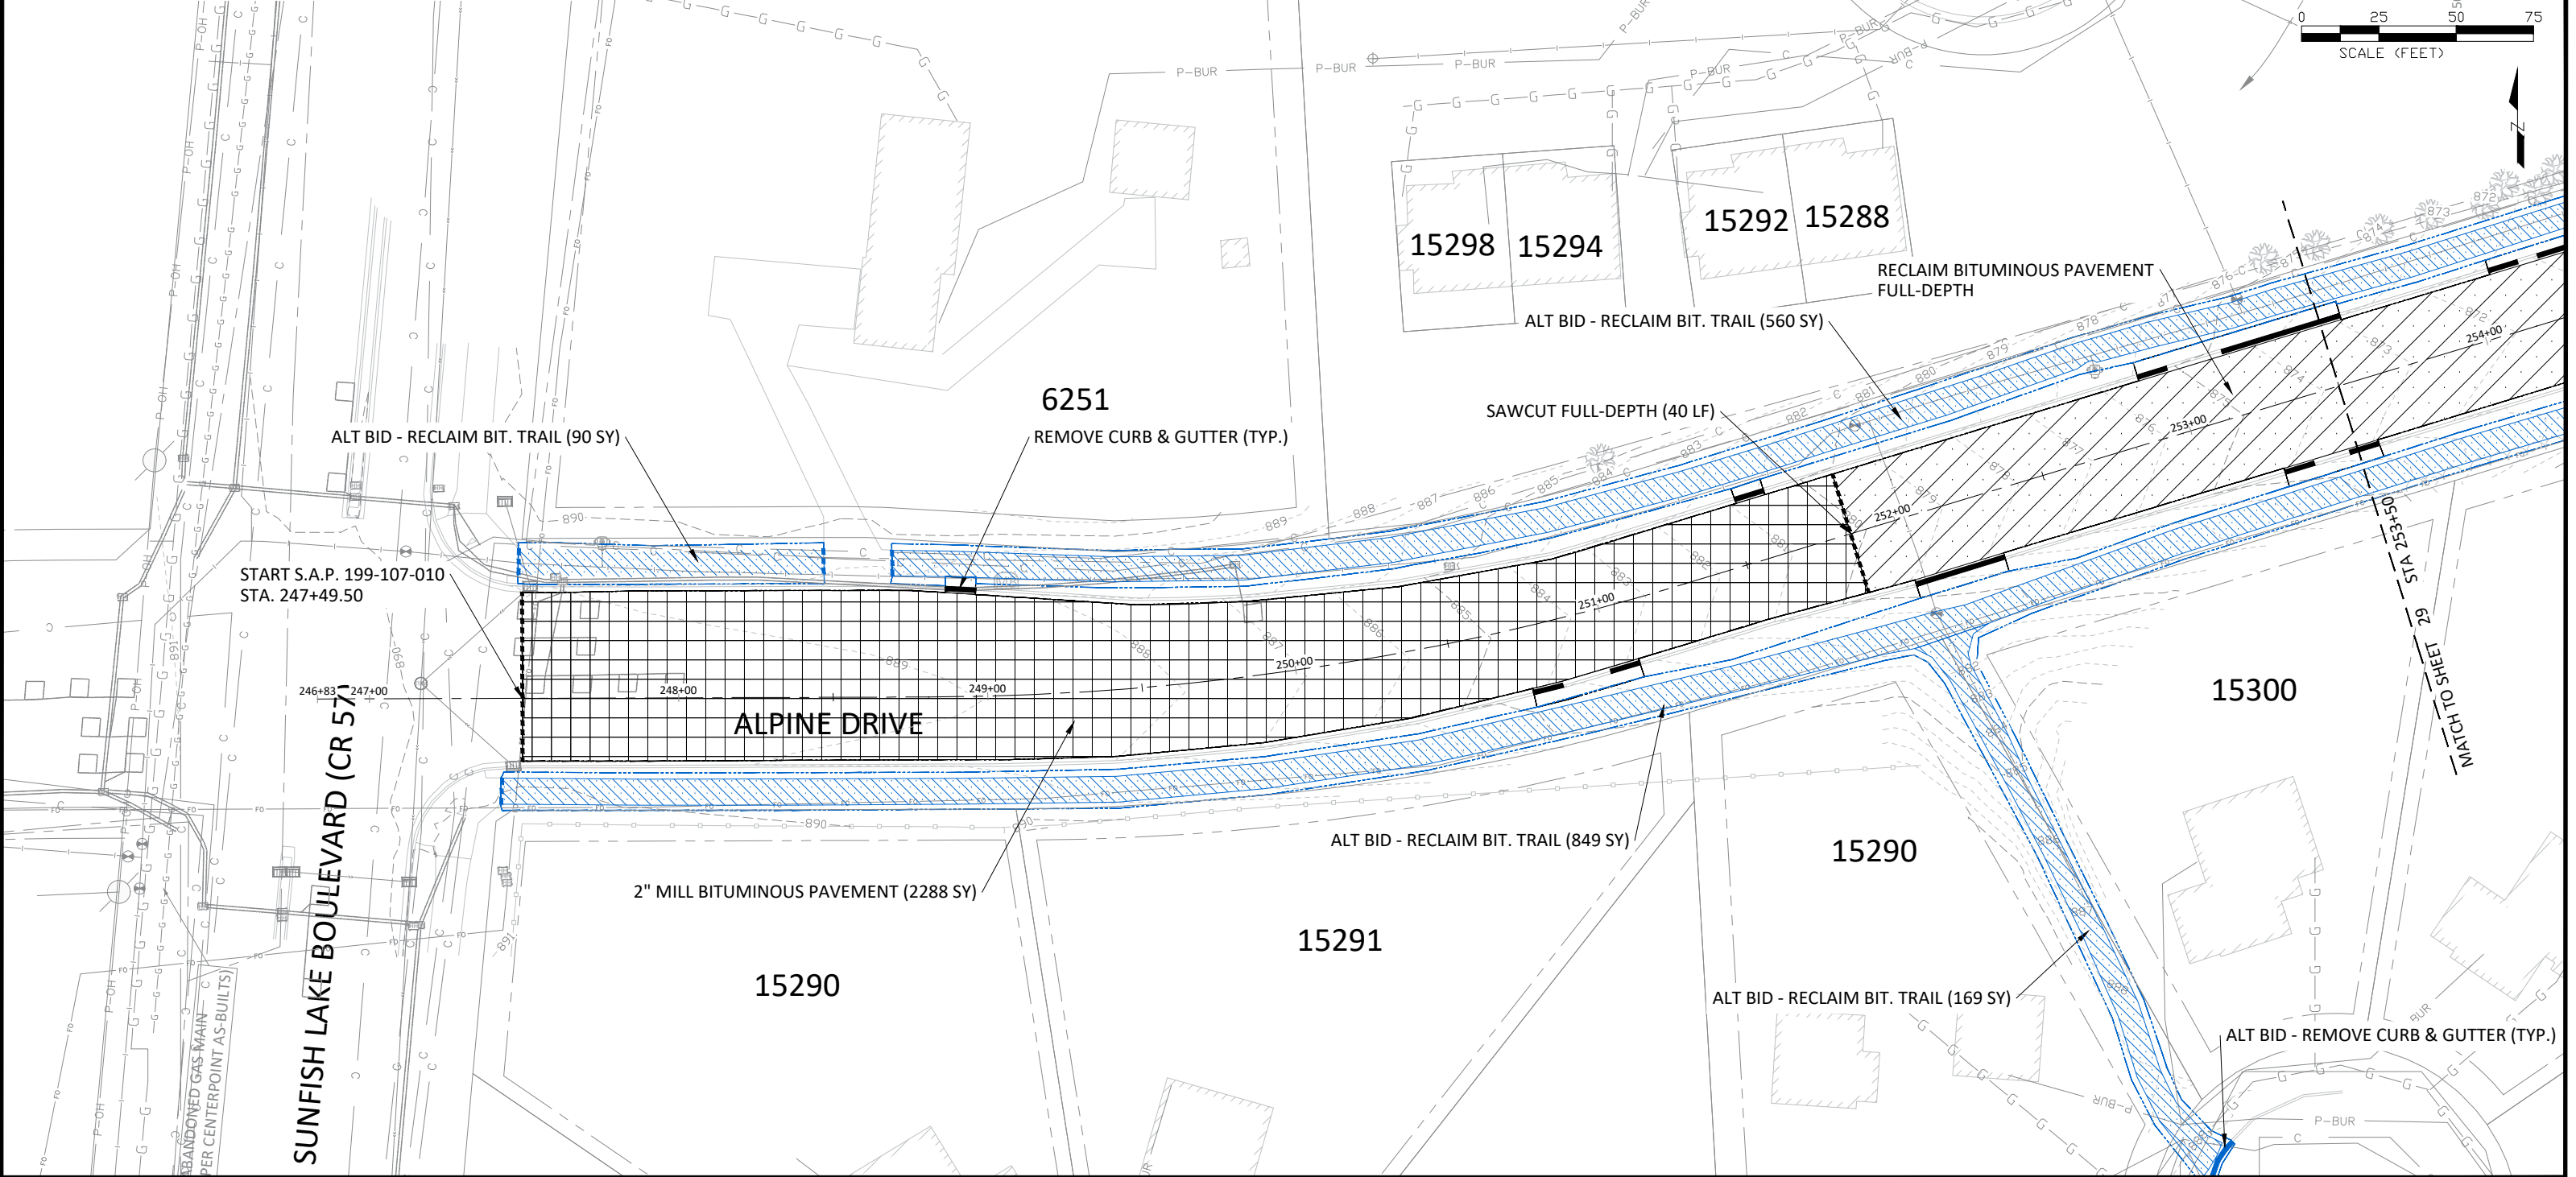 0 25 50 75
SCALE (FEET)
N
P-BUR P-BUR P-BUR
15298 15294
15292 15288
RECLAIM BITUMINOUS PAVEMENT
FULL-DEPTH
ALT BID - RECLAIM BIT. TRAIL (560 SY)
6251
SAWCUT FULL-DEPTH (40 LF)
REMOVE CURB & GUTTER (TYP.)
ALT BID - RECLAIM BIT. TRAIL (90 SY)
START S.A.P. 199-107-010
STA. 247+49.50
246+83 247+00
248+00
249+00
250+00
251+00
252+00
253+00
254+00
ALPINE DRIVE
SUNFISH LAKE BOULEVARD (CR 57)
MATCH TO SHEET 29 STA 253+50
15300
ALT BID - RECLAIM BIT. TRAIL (849 SY)
15290
2" MILL BITUMINOUS PAVEMENT (2288 SY)
15291
15290
ALT BID - RECLAIM BIT. TRAIL (169 SY)
ALT BID - REMOVE CURB & GUTTER (TYP.)
ABANDONED GAS MAIN
PER CENTERPOINT AS-BUILTS)
P-BUR